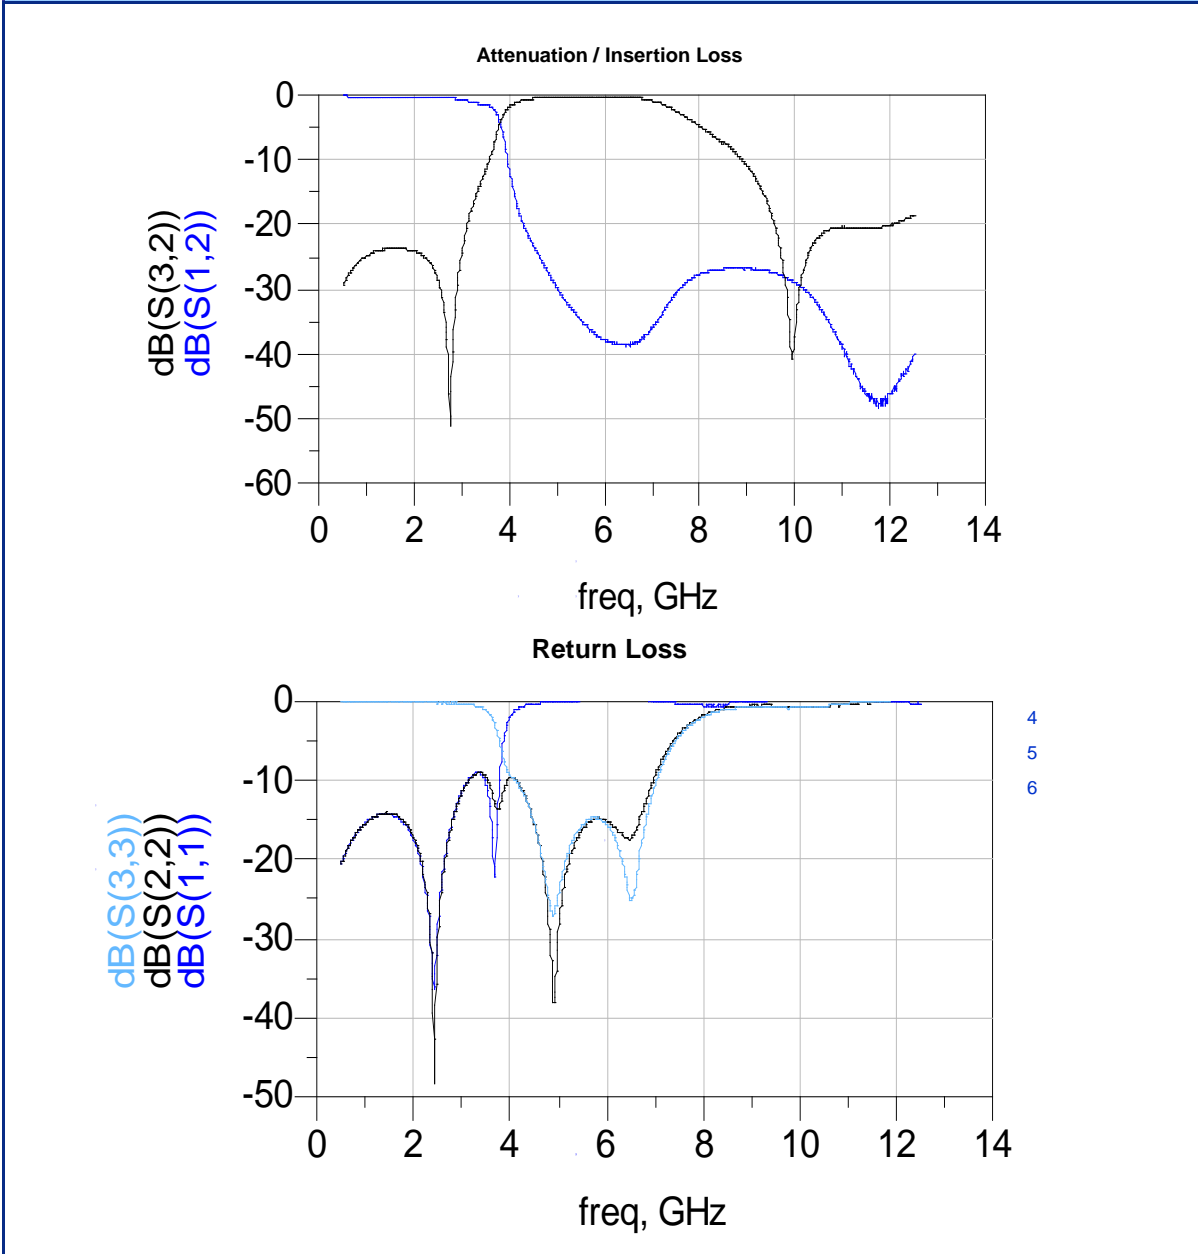 Attenuation / Insertion Loss
dB(S(3,2))
dB(S(1,2))
0
-10
-20
-30
-40
-50
-60
0 2 4 6 8 10 12 14
freq, GHz
Return Loss
dB(S(3,3))
dB(S(2,2))
dB(S(1,1))
0
-10
-20
-30
-40
-50
0 2 4 6 8 10 12 14
freq, GHz
4
5
6